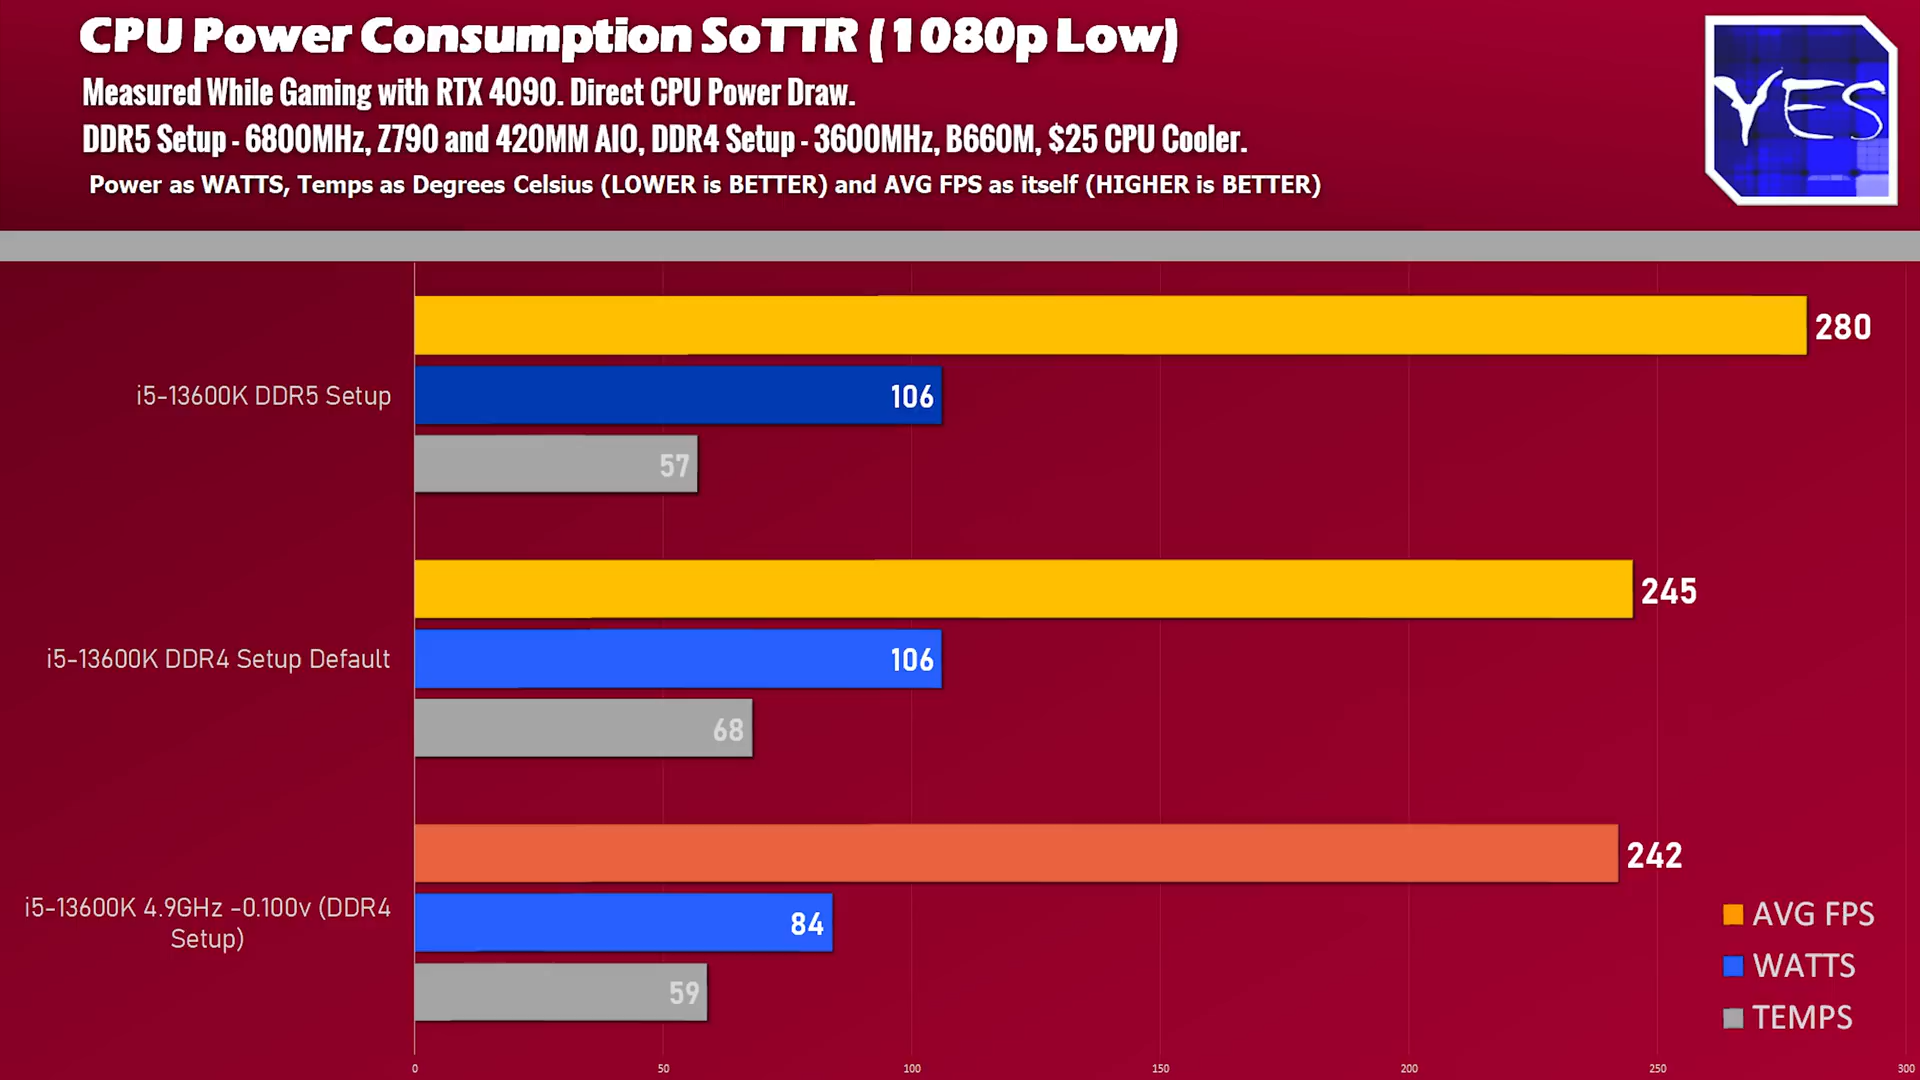 CPU Power Consumption SoTTR (1080p Low)
Measured While Gaming with RTX 4090. Direct CPU Power Draw.
DDR5 Setup - 6800MHz, Z790 and 420MM AIO, DDR4 Setup - 3600MHz, B660M, $25 CPU Cooler.
Power as WATTS, Temps as Degrees Celsius (LOWER is BETTER) and AVG FPS as itself (HIGHER is BETTER)
YES
280
i5-13600K DDR5 Setup
106
57
245
i5-13600K DDR4 Setup Default
106
68
242
i5-13600K 4.9GHz -0.100v (DDR4
Setup)
84
59
AVG FPS
WATTS
TEMPS
0 50 100 150 200 250 300